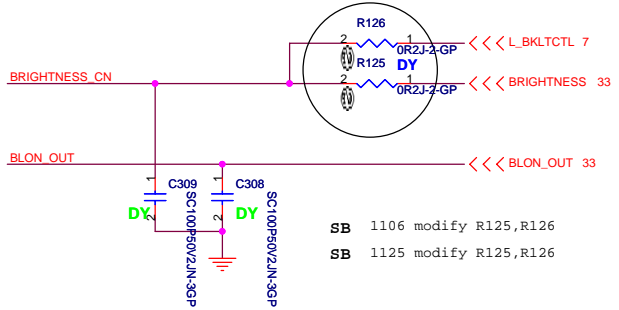 R126
2 1
0R2J-2-GP
L_BKLTCTL 7
R125
DY
2 1
0R2J-2-GP
BRIGHTNESS 33
BRIGHTNESS_CN
BLON_OUT
BLON_OUT 33
1 C309
DY
2
SC100P50V2JN-3GP
1 C308
DY
2
SC100P50V2JN-3GP
SB 1106 modify R125,R126
SB 1125 modify R125,R126